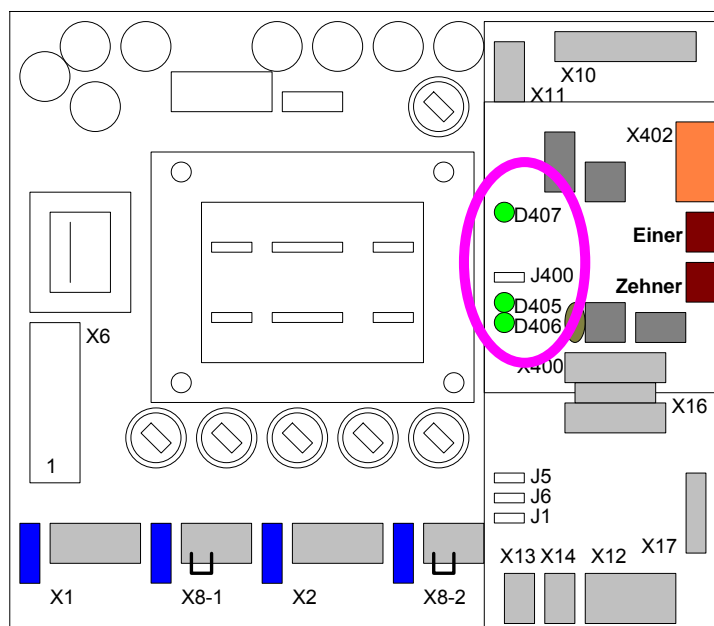 X10
X11
X402
D407
Einer
J400
Zehner
D405
D406
X6
X400
X16
1
J5
J6
J1
X17
X13
X14
X12
X1
X8-1
X2
X8-2